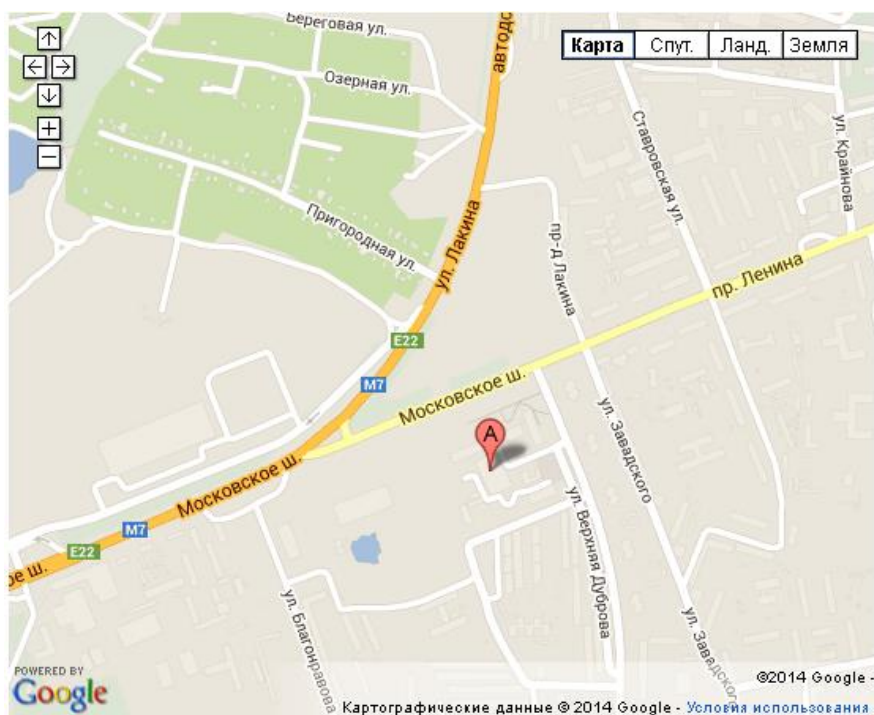 Береговая ул.
автодо
Карта Спут. Ланд. Земля
Озерная ул.
Ставровская ул.
ул. Крайнова
Пригородная ул.
ул. Лакина
пр-д Лакина
пр. Ленина
E22
M7
Московское ш.
A
ул. Завадского
Московское ш.
M7
E22
ое ш.
ул. Верхняя Дуброва
ул. Благонравова
ул. Завадского
POWERED BY
Google
©2014 Google -
Картографические данные © 2014 Google - Условия использования